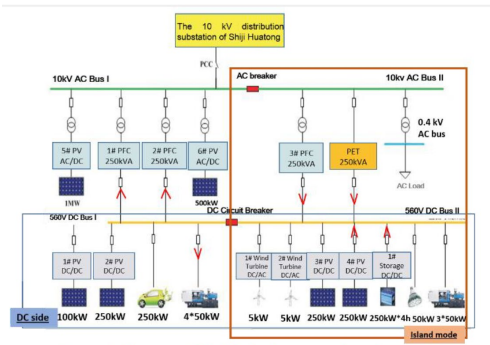 The 10 kV distribution
substation of Shiji Huatong
PCC
10kV AC Bus I
AC breaker
10kv AC Bus II
5# PV
AC/DC
1# PFC
250kVA
2# PFC
250kVA
6# PV
AC/DC
3# PFC
250kVA
PET
250kVA
0.4 kV
AC bus
AC Load
1MW
500kW
560V DC Bus I
DC Circuit Breaker
560V DC Bus II
1# PV
DC/DC
2# PV
DC/DC
1# Wind
Turbine
DC/AC
2# Wind
Turbine
DC/AC
3# PV
DC/DC
4# PV
DC/DC
1#
Storage
DC/DC
DC side
100kW
250kW
250kW
4*50kW
5kW
5kW
250kW
250kW
250kW*4h
50kW
3*50kW
Island mode